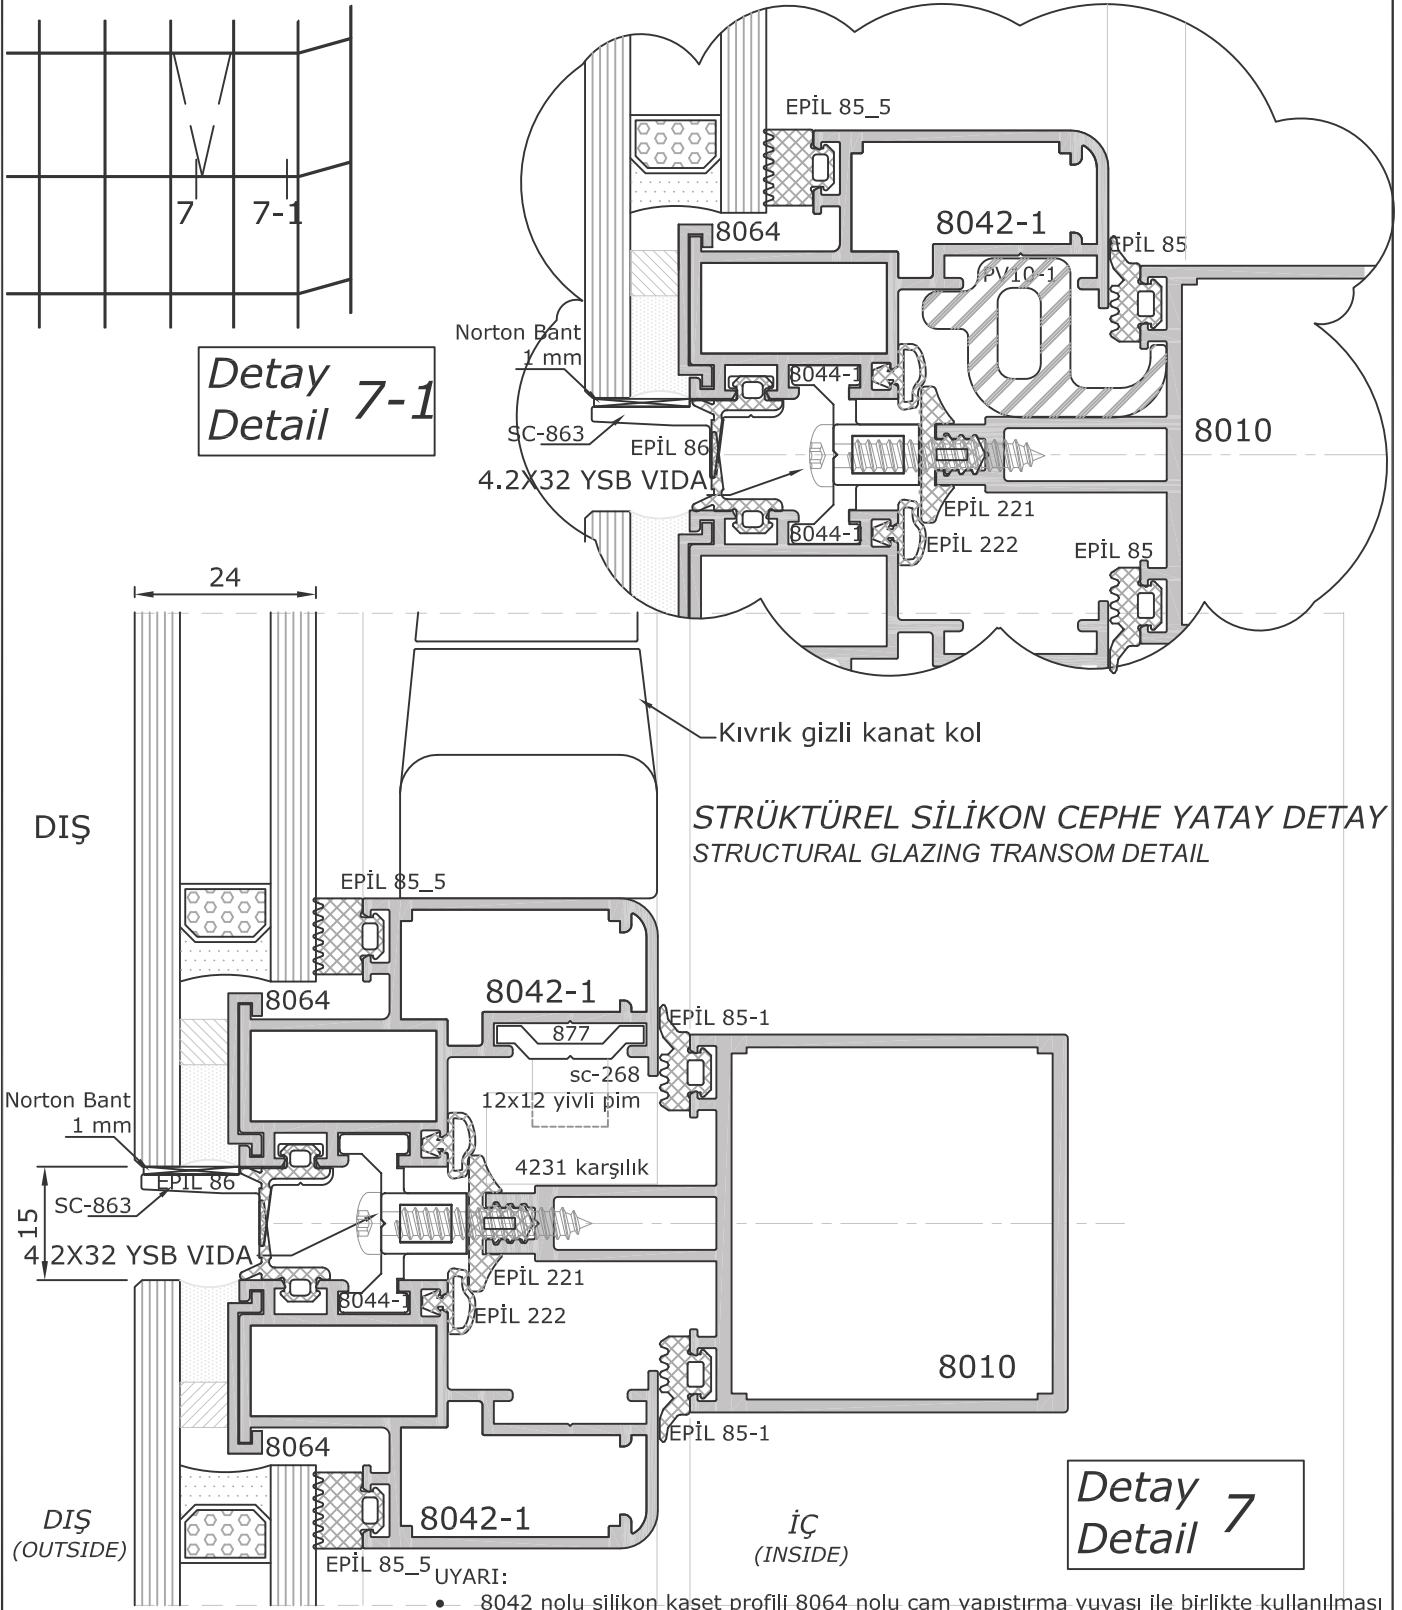 7
7-1
Detay
Detail 7-1
EPİL 85_5
8064
8042-1
EPİL 85
PV10-1
Norton Bant
1 mm
8044-1
SC-863
EPİL 86
8010
4.2X32 YSB VIDA
EPİL 221
8044-1
EPİL 222
EPİL 85
24
Kıvrık gizli kanat kol
DIŞ
STRÜKTÜREL SİLİKON CEPHE YATAY DETAY
STRUCTURAL GLAZING TRANSOM DETAIL
EPİL 85_5
8064
8042-1
EPİL 85-1
877
sc-268
12x12 yivli pim
Norton Bant
1 mm
4231 karşılık
EPİL 86
SC-863
15
4.2X32 YSB VIDA
EPİL 221
8044-1
EPİL 222
8010
EPİL 85-1
8064
8042-1
DIŞ
(OUTSIDE)
İÇ
(INSIDE)
Detay
Detail 7
EPİL 85_5
UYARI:
• 8042 nolu silikon kaset profili 8064 nolu cam yapıştırma yuvası ile birlikte kullanılması